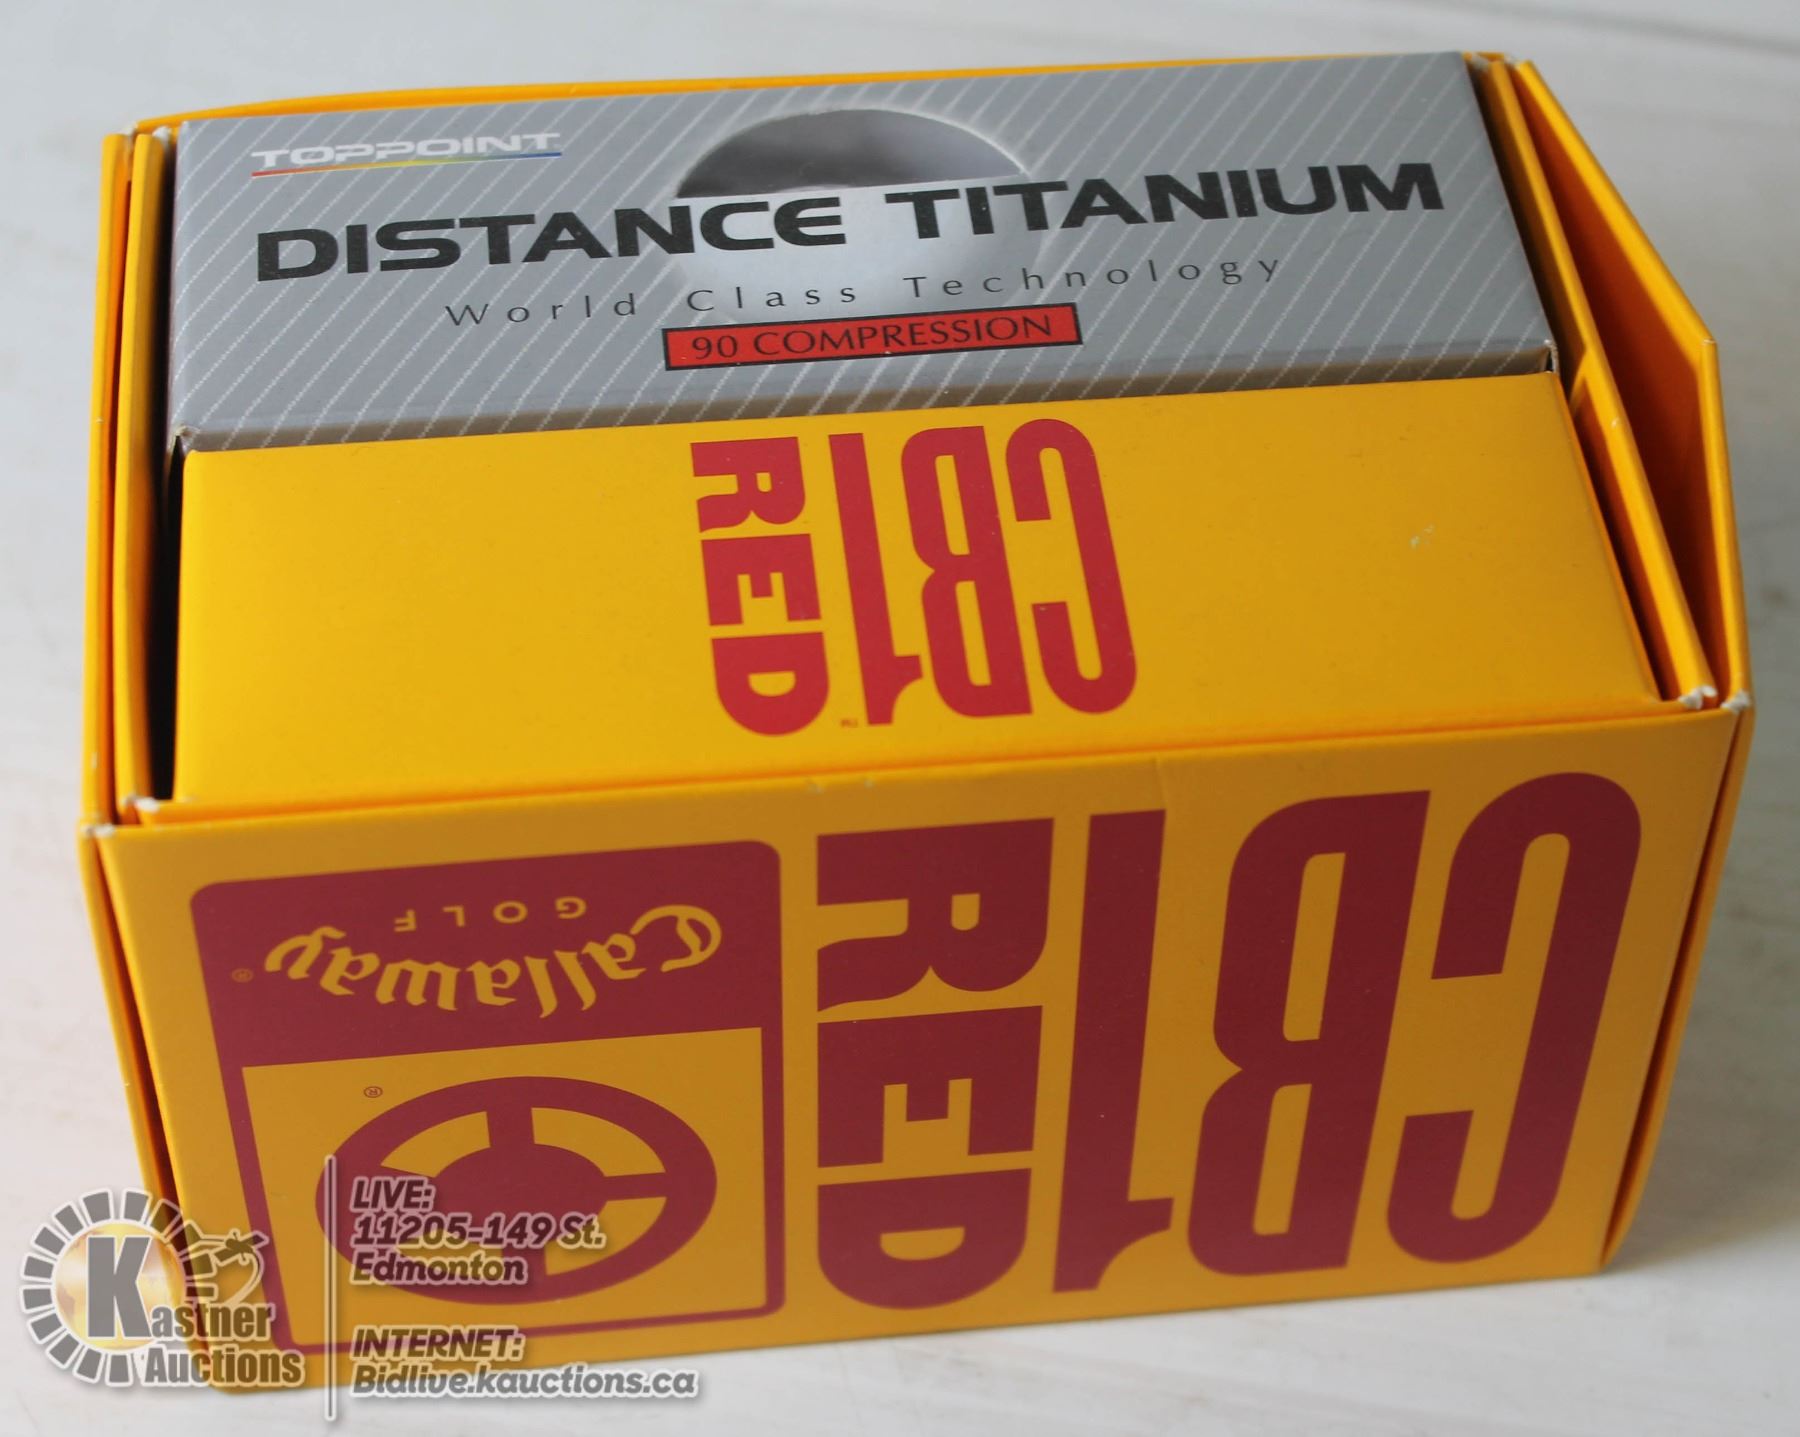 TOPPOINT
DISTANCE TITANIUM
World Class Technology
90 COMPRESSION
CB1
RED
™
CB1
RED
Callaway®
GOLF
®
Kastner
Auctions
LIVE:
11205-149 St.
Edmonton
INTERNET:
Bidlive.kauctions.ca